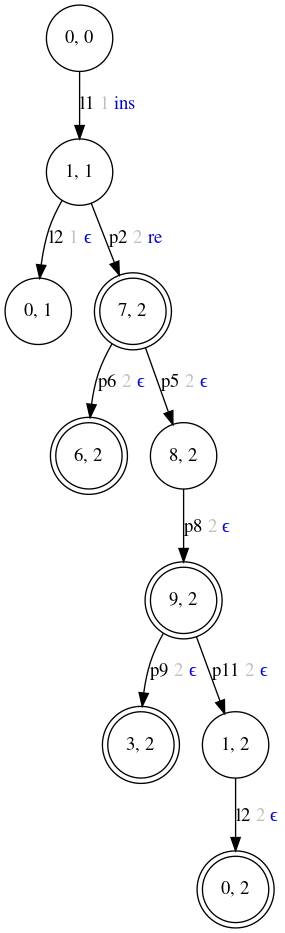 0, 0
l1 1 ins
1, 1
l2 1 ϵ
p2 2 re
0, 1
7, 2
p6 2 ϵ
p5 2 ϵ
6, 2
8, 2
p8 2 ϵ
9, 2
p9 2 ϵ
p11 2 ϵ
3, 2
1, 2
l2 2 ϵ
0, 2